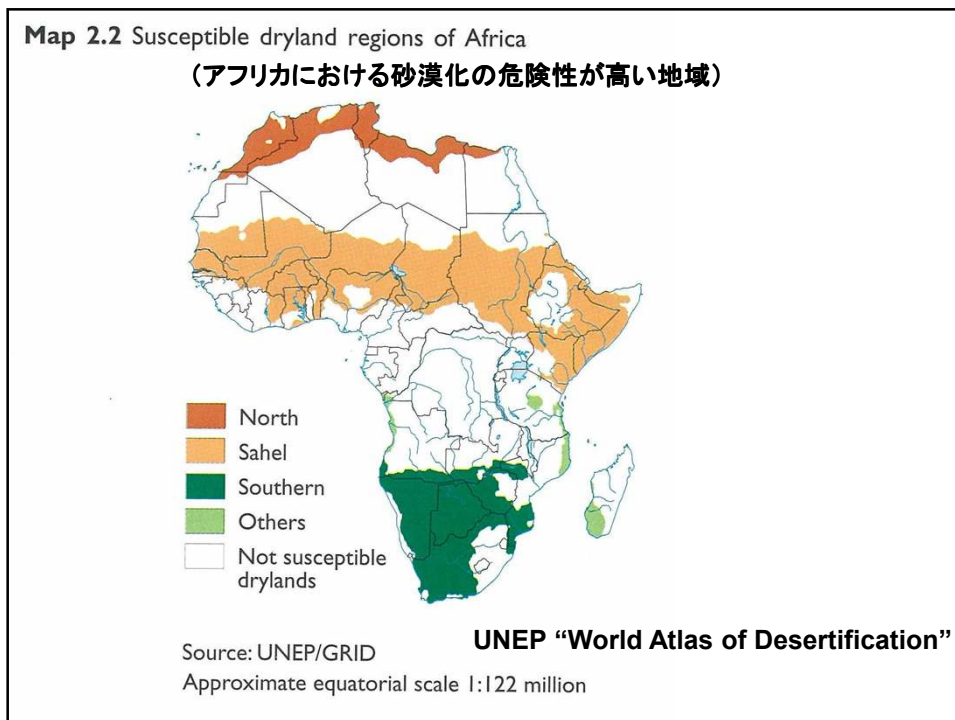 Map 2.2 Susceptible dryland regions of Africa
（アフリカにおける砂漠化の危険性が高い地域）
North
Sahel
Southern
Others
Not susceptible
drylands
UNEP “World Atlas of Desertification”
Source: UNEP/GRID
Approximate equatorial scale 1:122 million